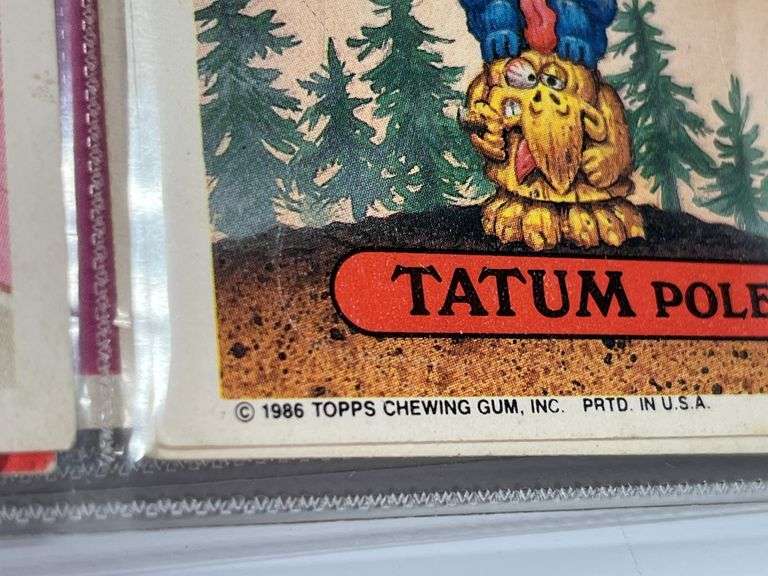 TATUM POLE
© 1986 TOPPS CHEWING GUM, INC. PRTD. IN U.S.A.